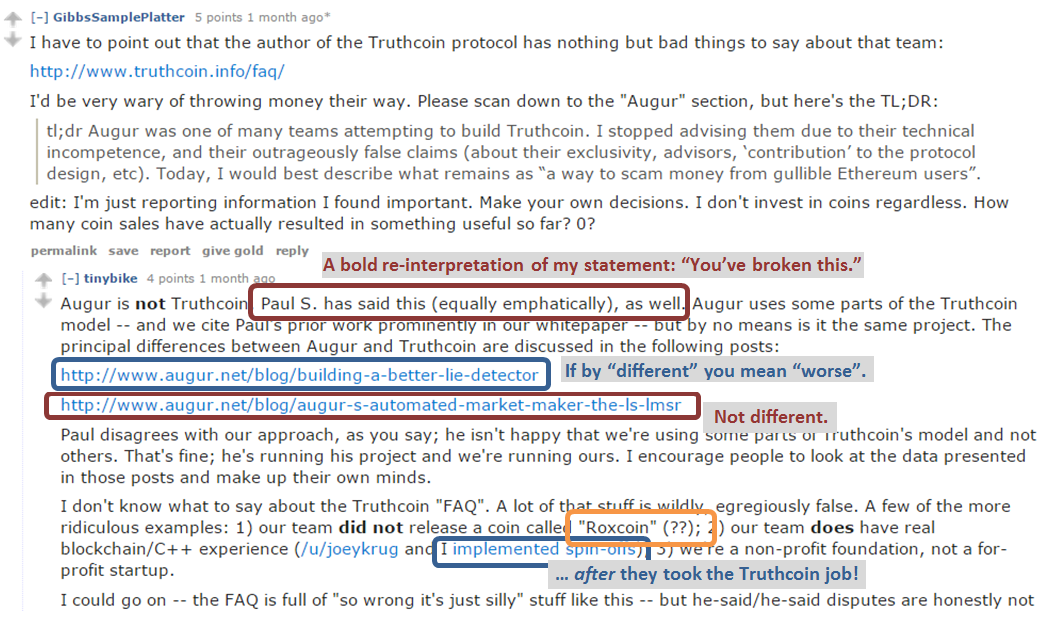 [–] GibbsSamplePlatter 5 points 1 month ago*
I have to point out that the author of the Truthcoin protocol has nothing but bad things to say about that team:
http://www.truthcoin.info/faq/
I'd be very wary of throwing money their way. Please scan down to the "Augur" section, but here's the TL;DR:
tl;dr Augur was one of many teams attempting to build Truthcoin. I stopped advising them due to their technical
incompetence, and their outrageously false claims (about their exclusivity, advisors, ‘contribution’ to the protocol
design, etc). Today, I would best describe what remains as “a way to scam money from gullible Ethereum users”.
edit: I'm just reporting information I found important. Make your own decisions. I don't invest in coins regardless. How
many coin sales have actually resulted in something useful so far? 0?
permalink save report give gold reply
A bold re-interpretation of my statement: “You’ve broken this.”
[–] tinybike 4 points 1 month ago
Augur is not Truthcoin Paul S. has said this (equally emphatically), as well. Augur uses some parts of the Truthcoin
model -- and we cite Paul's prior work prominently in our whitepaper -- but by no means is it the same project. The
principal differences between Augur and Truthcoin are discussed in the following posts:
http://www.augur.net/blog/building-a-better-lie-detector
If by “different” you mean “worse”.
http://www.augur.net/blog/augur-s-automated-market-maker-the-ls-lmsr
Not different.
Paul disagrees with our approach, as you say; he isn't happy that we're using some parts of Truthcoin's model and not
others. That's fine; he's running his project and we're running ours. I encourage people to look at the data presented
in those posts and make up their own minds.
I don't know what to say about the Truthcoin "FAQ". A lot of that stuff is wildly, egregiously false. A few of the more
ridiculous examples: 1) our team did not release a coin called "Roxcoin" (??); 2) our team does have real
blockchain/C++ experience (/u/joeykrug and I implemented spin-offs); 3) we're a non-profit foundation, not a for-
profit startup.
… after they took the Truthcoin job!
I could go on -- the FAQ is full of "so wrong it's just silly" stuff like this -- but he-said/he-said disputes are honestly not